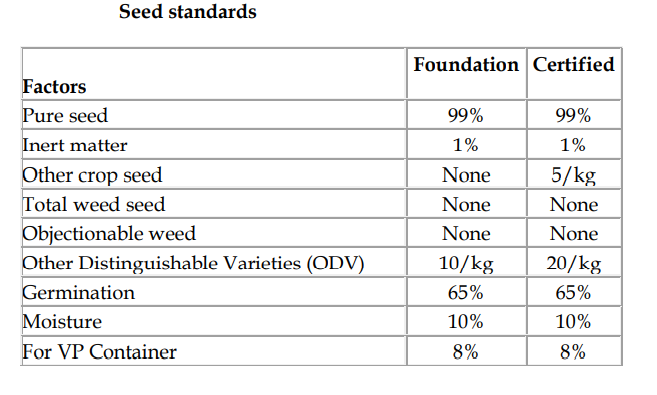 Seed standards
Factors Foundation Certified
Pure seed 99% 99%
Inert matter 1% 1%
Other crop seed None 5/kg
Total weed seed None None
Objectionable weed None None
Other Distinguishable Varieties (ODV) 10/kg 20/kg
Germination 65% 65%
Moisture 10% 10%
For VP Container 8% 8%